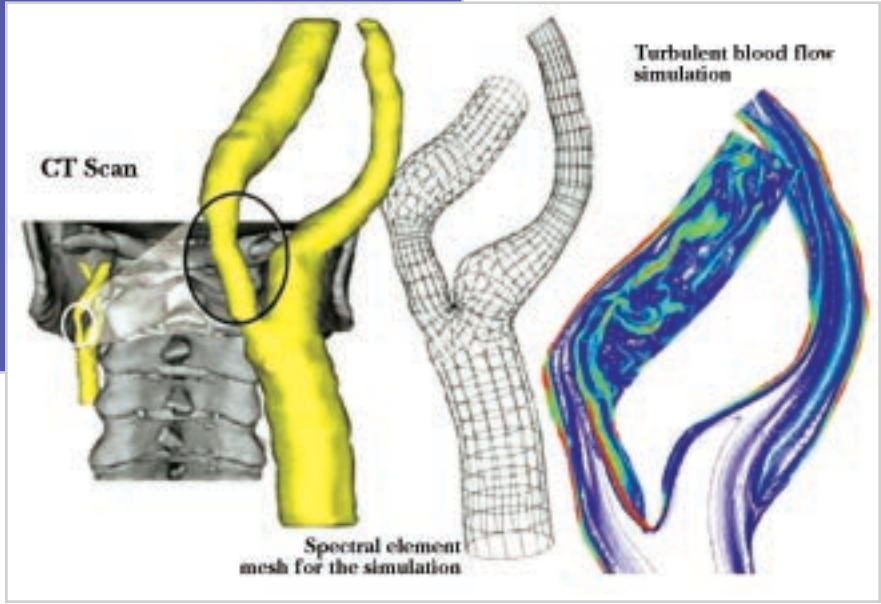 Turbulent blood flow
simulation
CT Scan
Spectral element
mesh for the simulation